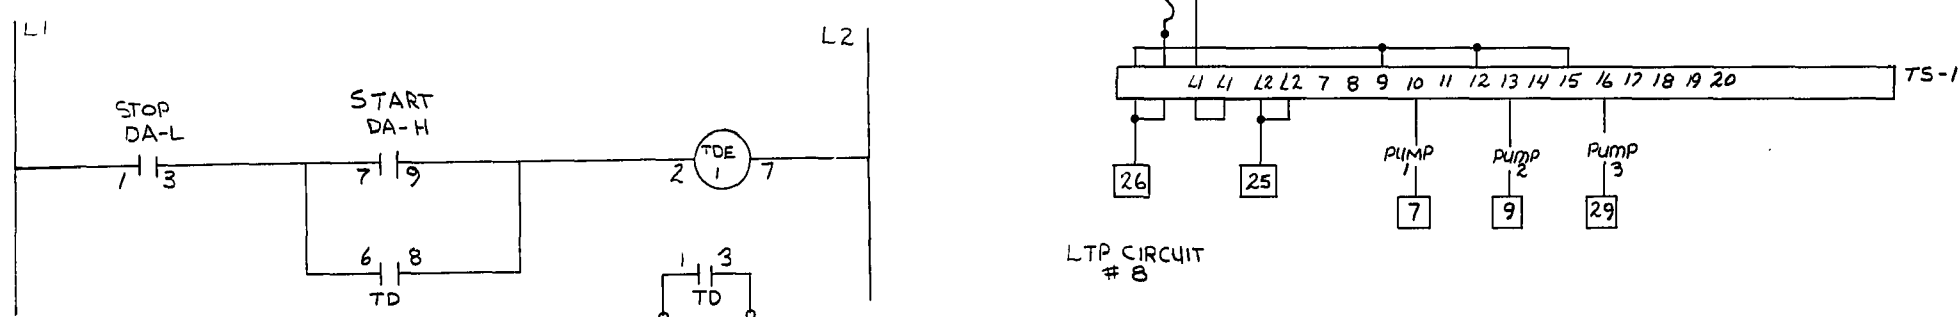 L1
L2
STOP
DA-L
1 3
START
DA-H
7 9
TDE
1
2 7
6 8
TD
1 3
TD
L1 L1 L2 L2 7 8 9 10 11 12 13 14 15 16 17 18 19 20
TS-1
26
25
PUMP
1
7
PUMP
2
9
PUMP
3
29
LTP CIRCUIT
# 8